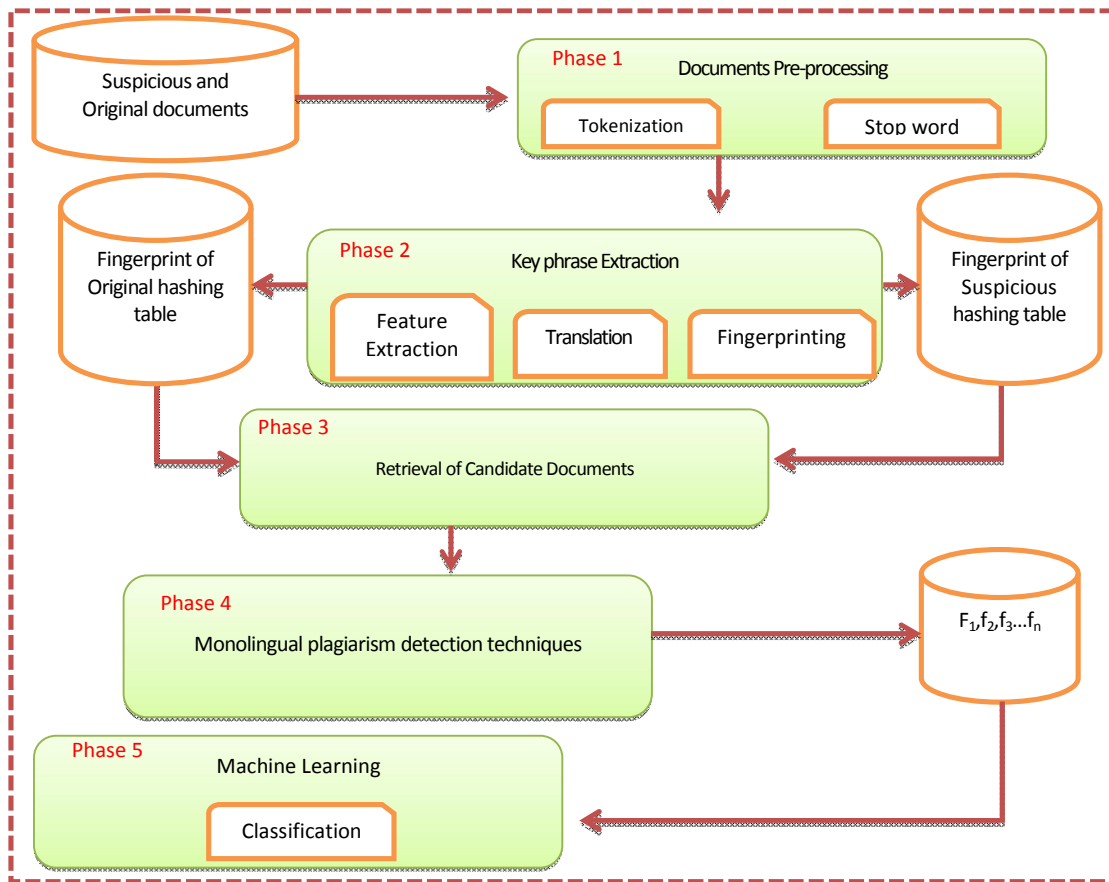 Suspicious and
Original documents
Phase 1
Documents Pre-processing
Tokenization
Stop word
Fingerprint of
Original hashing
table
Phase 2
Key phrase Extraction
Feature
Extraction
Translation
Fingerprinting
Fingerprint of
Suspicious
hashing table
Phase 3
Retrieval of Candidate Documents
Phase 4
Monolingual plagiarism detection techniques
F₁,f₂,f₃...fₙ
Phase 5
Machine Learning
Classification